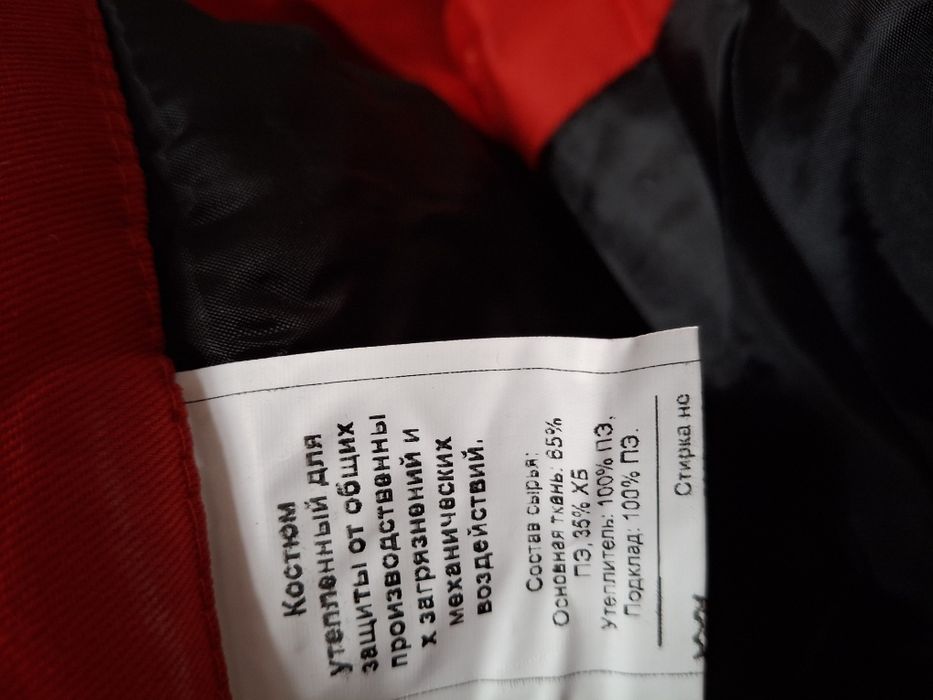 Костюм
утепленный для
защиты от общих
производственны
х загрязнений и
механических
воздействий.
Состав сырья:
Основная ткань: 65%
ПЭ, 35% ХБ
Утеплитель: 100% ПЭ,
Подклад: 100% ПЭ.
Стирка